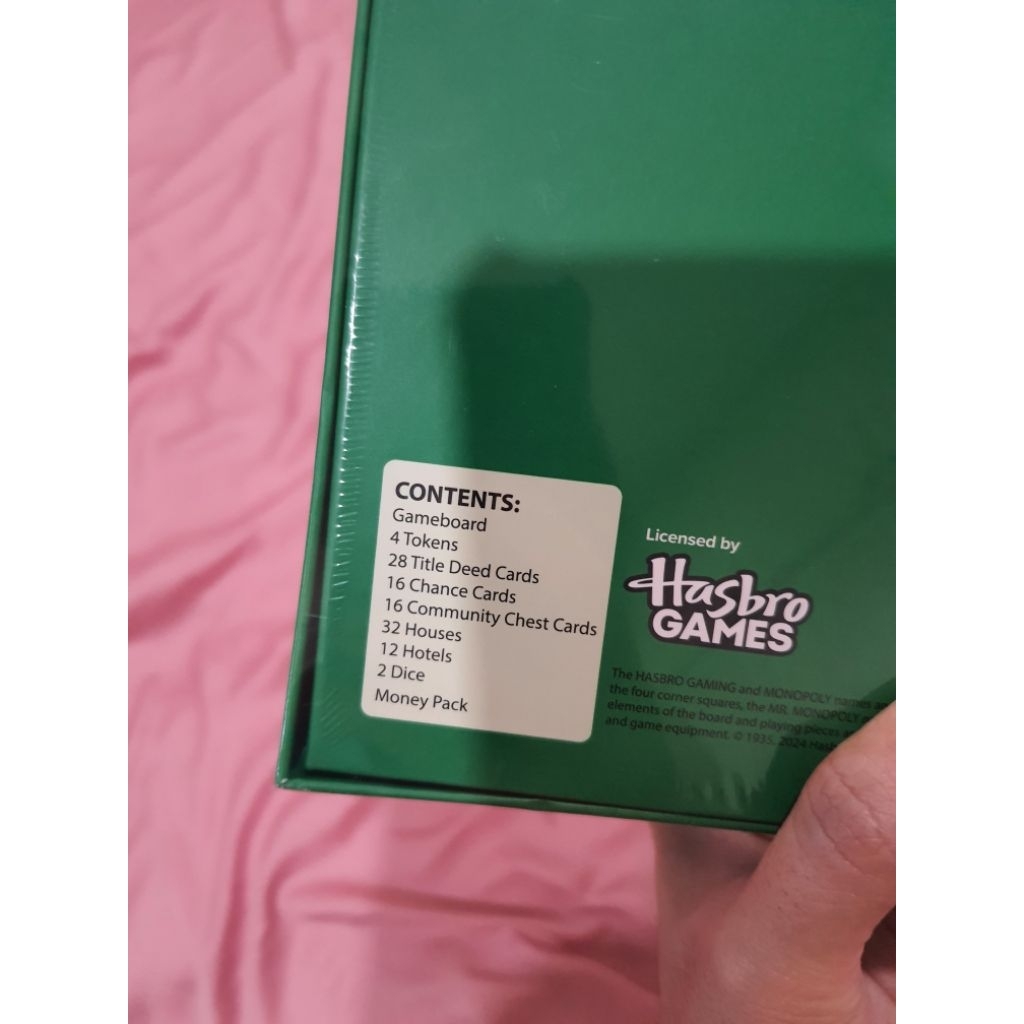 CONTENTS:
Gameboard
4 Tokens
28 Title Deed Cards
16 Chance Cards
16 Community Chest Cards
32 Houses
12 Hotels
2 Dice
Money Pack
Licensed by
Hasbro
GAMES
The HASBRO GAMING and MONOPOLY names
the four corner squares, the MR. MONOPOLY
elements of the board and playing pieces
and game equipment. © 1935, 2024